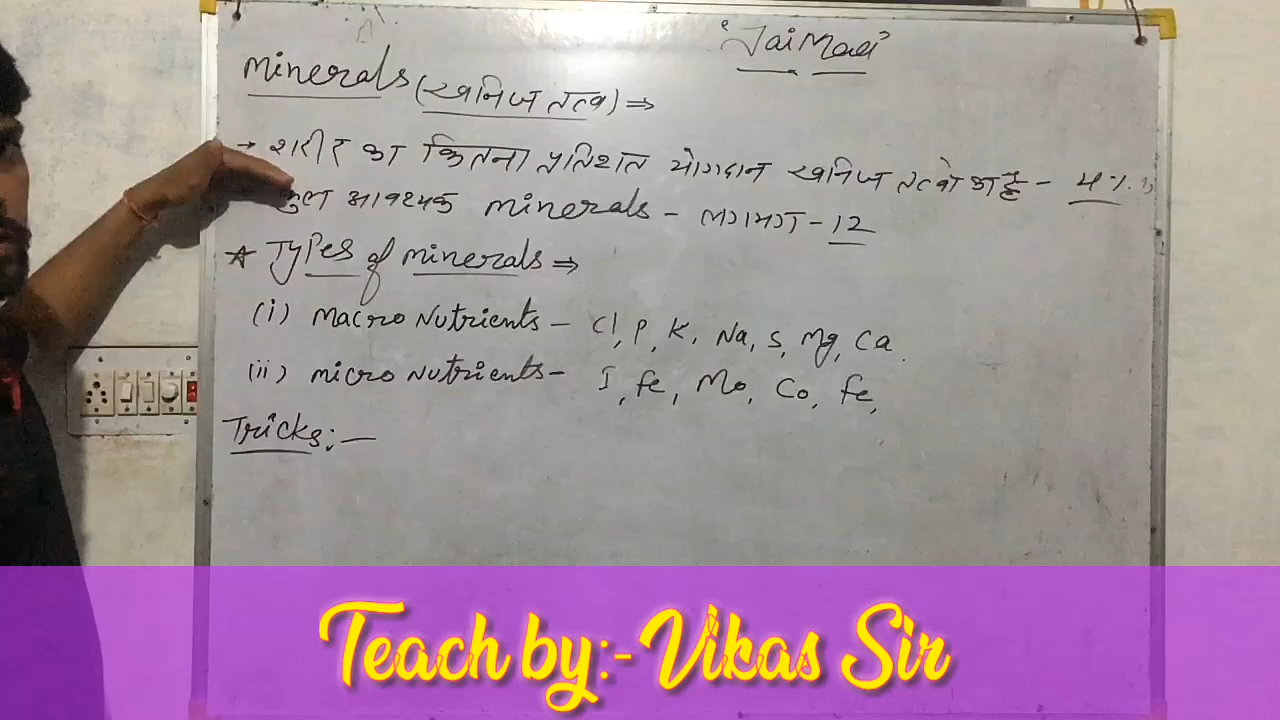 'Jai Maa'
Minerals (खनिज तत्व) ⇒
→ शरीर का कितना प्रतिशत योगदान खनिज तत्वों का है - 4%
कुल आवश्यक minerals - लगभग - 12
* Types of minerals ⇒
(i) Macro Nutrients - Cl, P, K, Na, S, Mg, Ca.
(ii) micro Nutrients - I, Fe, Mo, Co, Fe,
Tricks:-
Teach by:- Vikas Sir